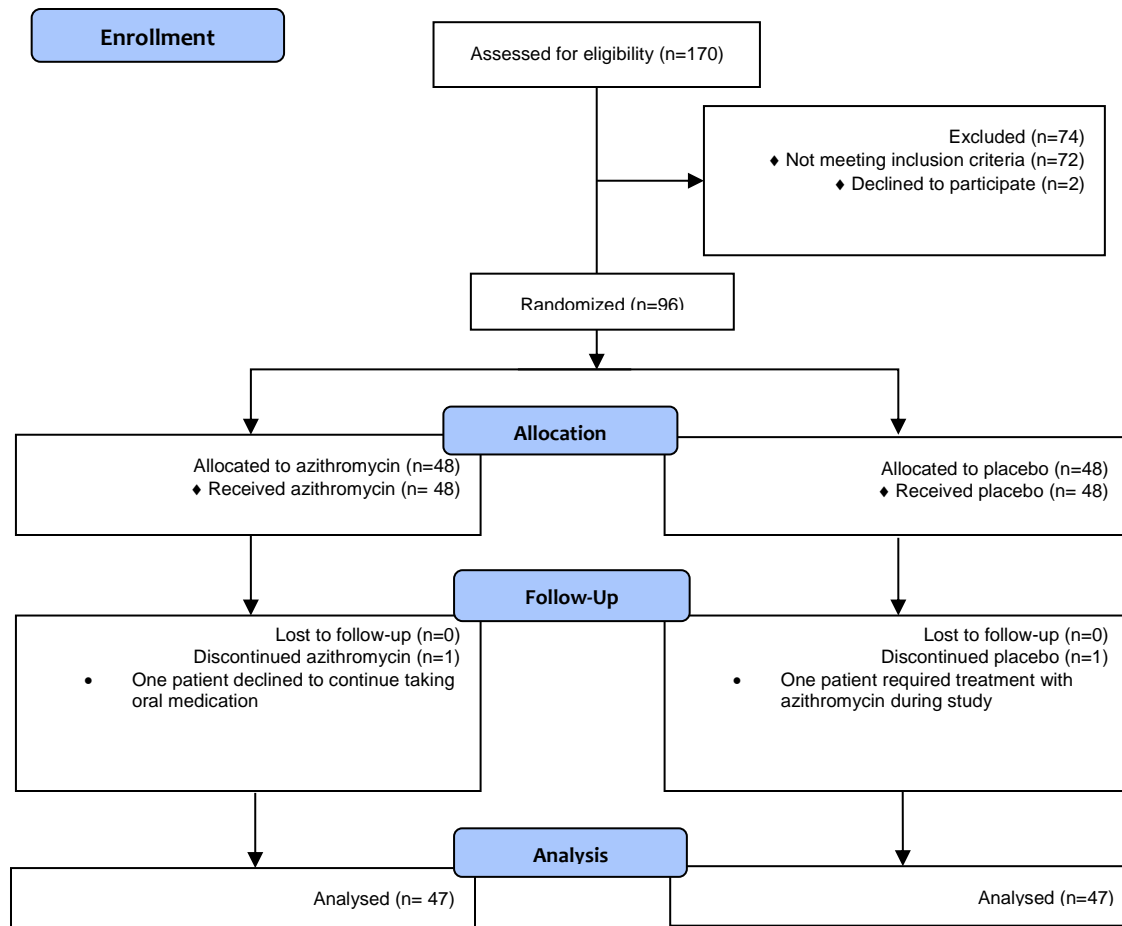 Enrollment
Assessed for eligibility (n=170)
Excluded (n=74)
♦ Not meeting inclusion criteria (n=72)
♦ Declined to participate (n=2)
Randomized (n=96)
Allocation
Allocated to azithromycin (n=48)
♦ Received azithromycin (n= 48)
Allocated to placebo (n=48)
♦ Received placebo (n= 48)
Follow-Up
Lost to follow-up (n=0)
Discontinued azithromycin (n=1)
• One patient declined to continue taking
oral medication
Lost to follow-up (n=0)
Discontinued placebo (n=1)
• One patient required treatment with
azithromycin during study
Analysis
Analysed (n= 47)
Analysed (n=47)